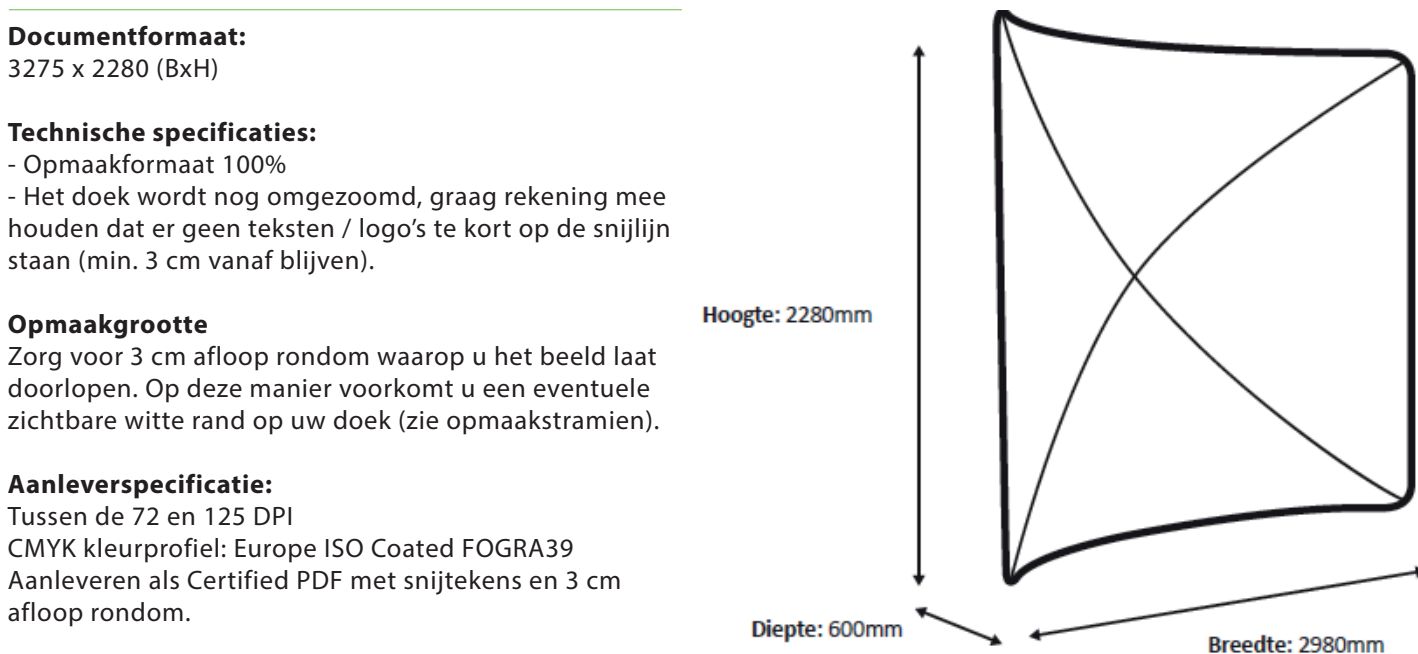 Documentformaat:
3275 x 2280 (BxH)
Technische specificaties:
- Opmaakformaat 100%
- Het doek wordt nog omgezoomd, graag rekening mee
houden dat er geen teksten / logo’s te kort op de snijlijn
staan (min. 3 cm vanaf blijven).
Opmaakgrootte
Zorg voor 3 cm afloop rondom waarop u het beeld laat
doorlopen. Op deze manier voorkomt u een eventuele
zichtbare witte rand op uw doek (zie opmaakstramien).
Aanleverspecificatie:
Tussen de 72 en 125 DPI
CMYK kleurprofiel: Europe ISO Coated FOGRA39
Aanleveren als Certified PDF met snijtekens en 3 cm
afloop rondom.
Hoogte: 2280mm
Diepte: 600mm
Breedte: 2980mm